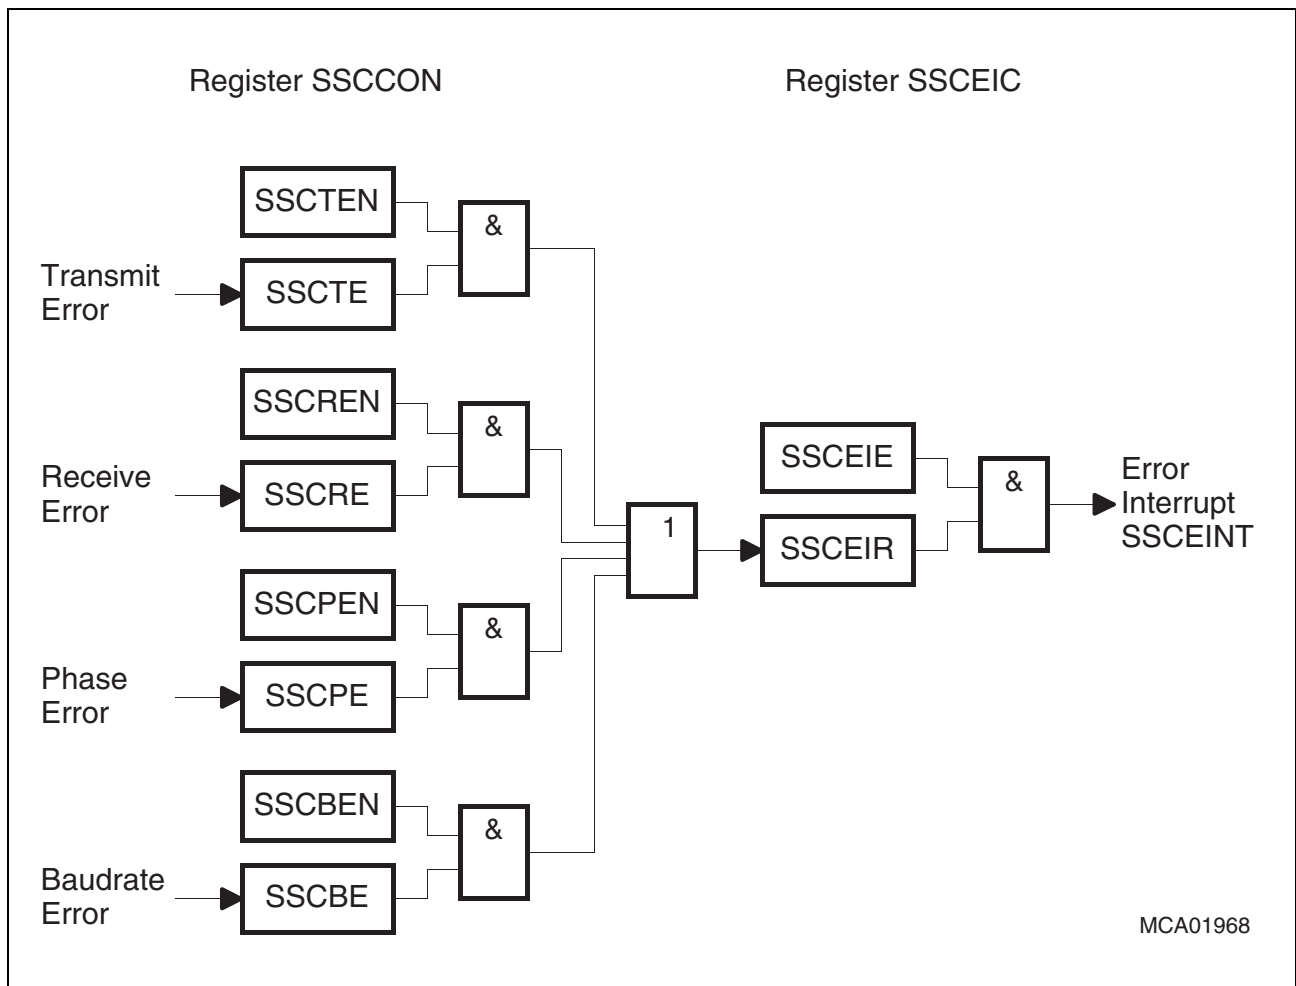 Register SSCCON
Register SSCEIC
SSCTEN
&
Transmit
Error
SSCTE
SSCREN
&
Receive
Error
SSCRE
SSCPEN
&
Phase
Error
SSCPE
SSCBEN
&
Baudrate
Error
SSCBE
1
SSCEIE
SSCEIR
&
Error
Interrupt
SSCEINT
MCA01968